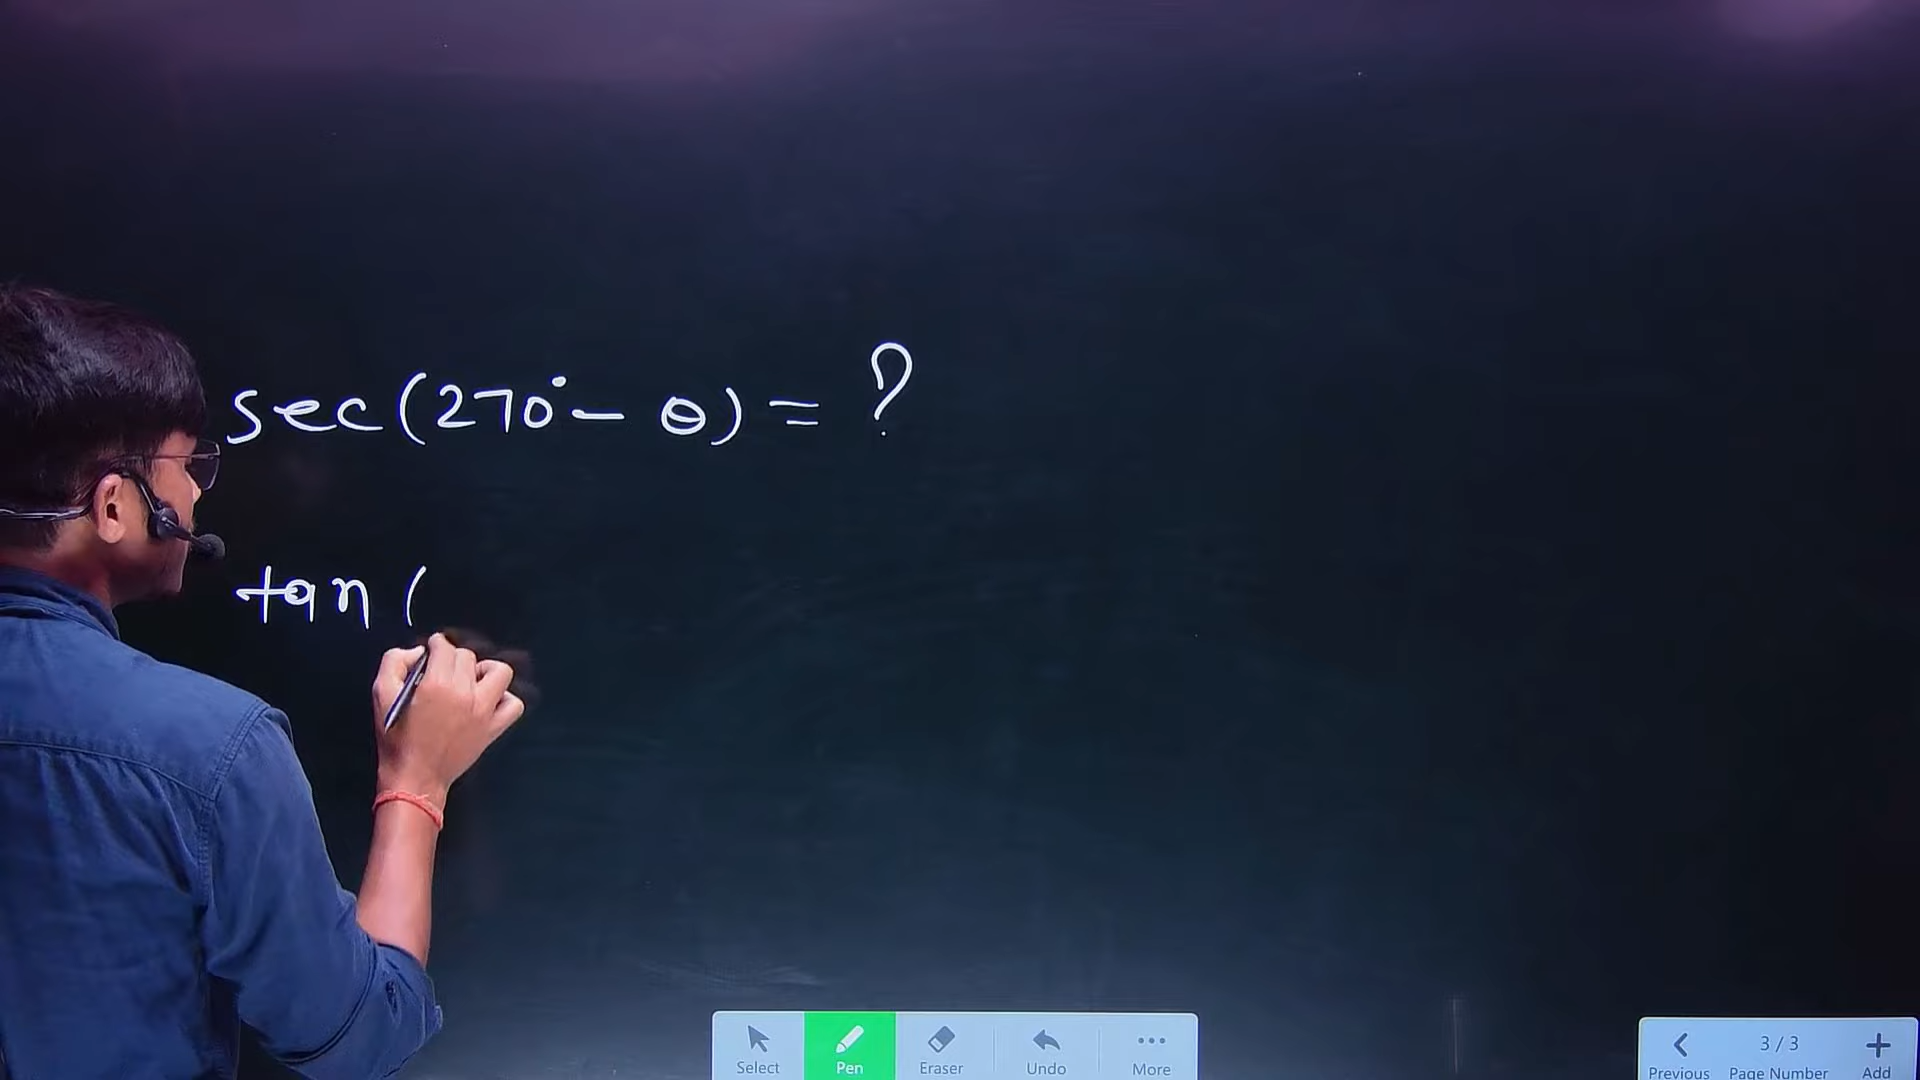 sec(270°- θ) = ?
tan (
Select Pen Eraser Undo More
3 / 3
Previous Page Number Add